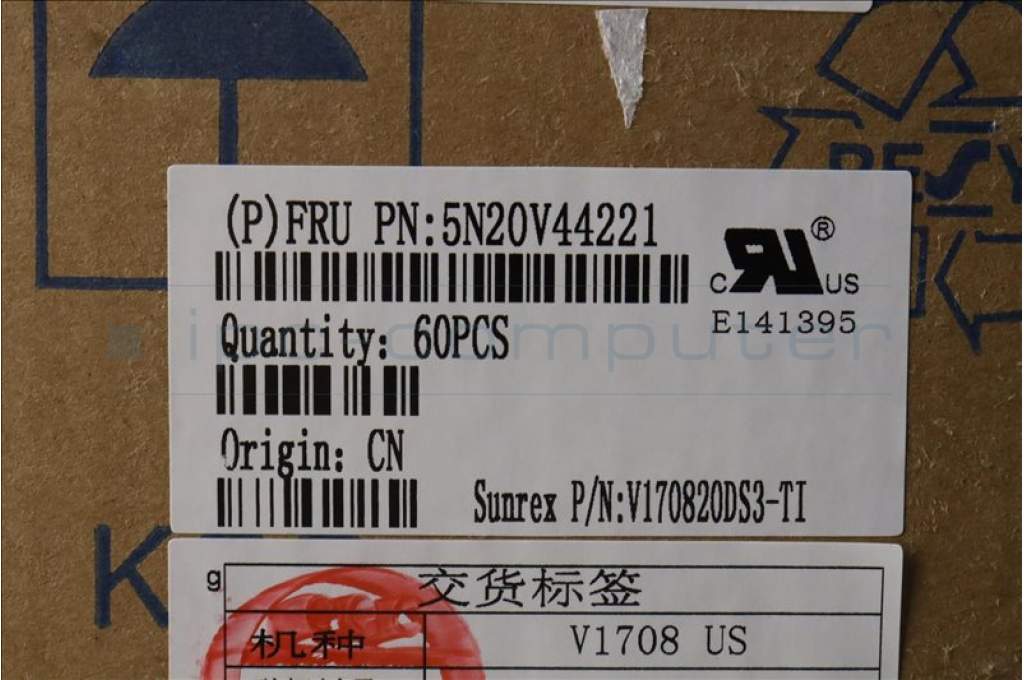 (P)FRU PN:5N20V44221
®
c RU US
E141395
Quantity: 60PCS
Origin: CN
Sunrex P/N:V170820DS3-TI
g
交货标签
机种
V1708 US